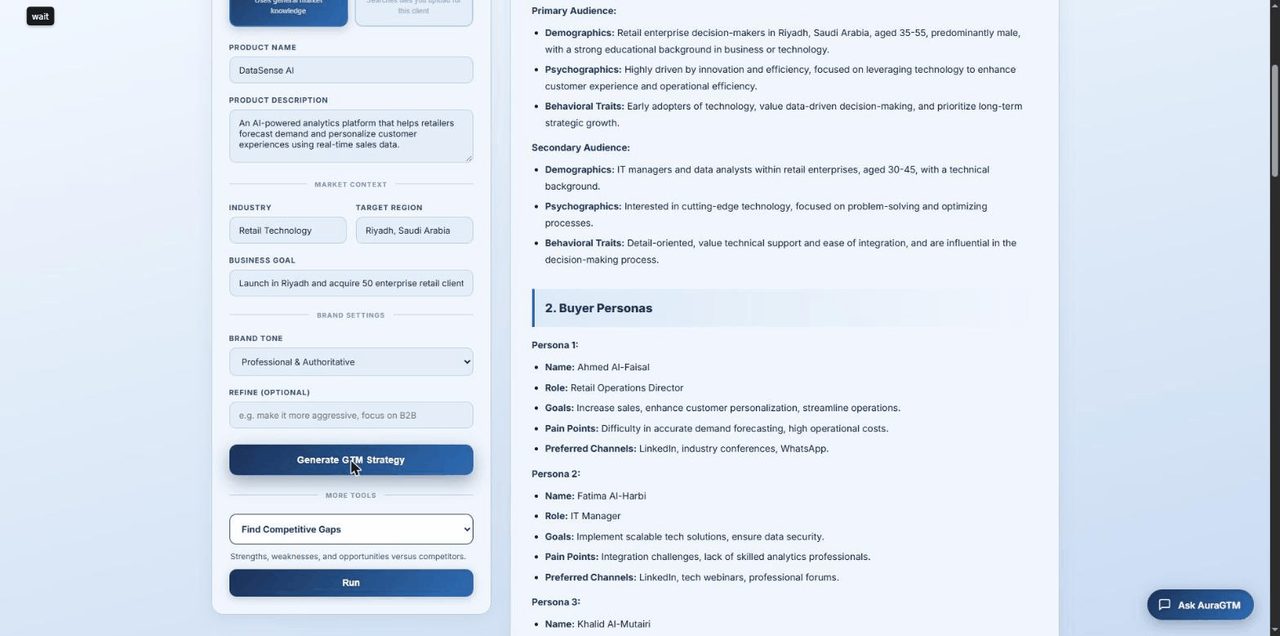 wait
Uses general market
knowledge
Searches files you upload for
this client
PRODUCT NAME
DataSense AI
PRODUCT DESCRIPTION
An AI-powered analytics platform that helps retailers
forecast demand and personalize customer
experiences using real-time sales data.
MARKET CONTEXT
INDUSTRY
TARGET REGION
Retail Technology
Riyadh, Saudi Arabia
BUSINESS GOAL
Launch in Riyadh and acquire 50 enterprise retail client
BRAND SETTINGS
BRAND TONE
Professional & Authoritative
REFINE (OPTIONAL)
e.g. make it more aggressive, focus on B2B
Generate GTM Strategy
MORE TOOLS
Find Competitive Gaps
Strengths, weaknesses, and opportunities versus competitors.
Run
Primary Audience:
• Demographics: Retail enterprise decision-makers in Riyadh, Saudi Arabia, aged 35-55, predominantly male,
with a strong educational background in business or technology.
• Psychographics: Highly driven by innovation and efficiency, focused on leveraging technology to enhance
customer experience and operational efficiency.
• Behavioral Traits: Early adopters of technology, value data-driven decision-making, and prioritize long-term
strategic growth.
Secondary Audience:
• Demographics: IT managers and data analysts within retail enterprises, aged 30-45, with a technical
background.
• Psychographics: Interested in cutting-edge technology, focused on problem-solving and optimizing
processes.
• Behavioral Traits: Detail-oriented, value technical support and ease of integration, and are influential in the
decision-making process.
2. Buyer Personas
Persona 1:
• Name: Ahmed Al-Faisal
• Role: Retail Operations Director
• Goals: Increase sales, enhance customer personalization, streamline operations.
• Pain Points: Difficulty in accurate demand forecasting, high operational costs.
• Preferred Channels: LinkedIn, industry conferences, WhatsApp.
Persona 2:
• Name: Fatima Al-Harbi
• Role: IT Manager
• Goals: Implement scalable tech solutions, ensure data security.
• Pain Points: Integration challenges, lack of skilled analytics professionals.
• Preferred Channels: LinkedIn, tech webinars, professional forums.
Persona 3:
• Name: Khalid Al-Mutairi
Ask AuraGTM